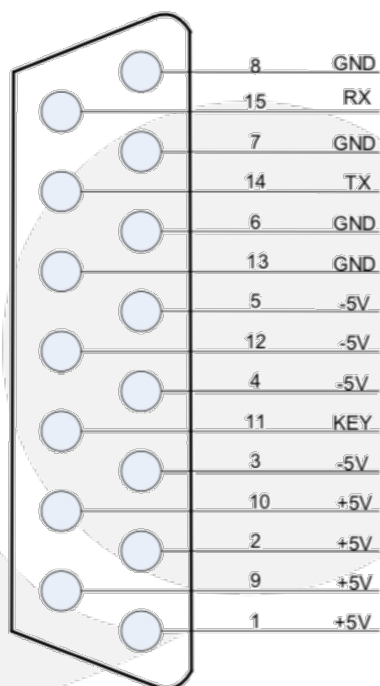 8 GND
15 RX
7 GND
14 TX
6 GND
13 GND
5 -5V
12 -5V
4 -5V
11 KEY
3 -5V
10 +5V
2 +5V
9 +5V
1 +5V